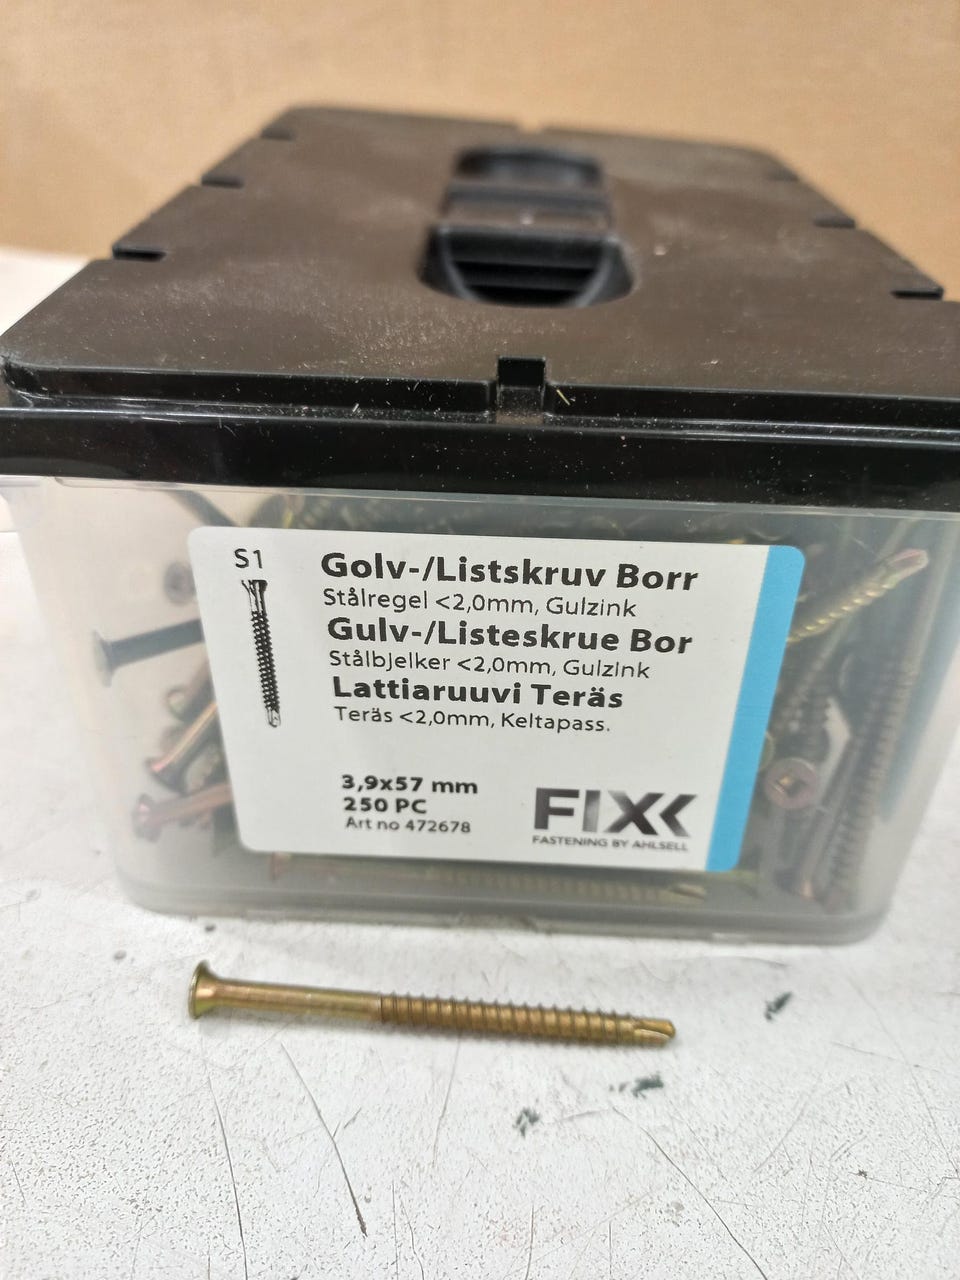 S1
Golv-/Listskruv Borr
Stålregel <2,0mm, Gulzink
Gulv-/Listeskrue Bor
Stålbjelker <2,0mm, Gulzink
Lattiaruuvi Teräs
Teräs <2,0mm, Keltapass.
3,9x57 mm
250 PC
Art no 472678
FIXX
FASTENING BY AHLSELL